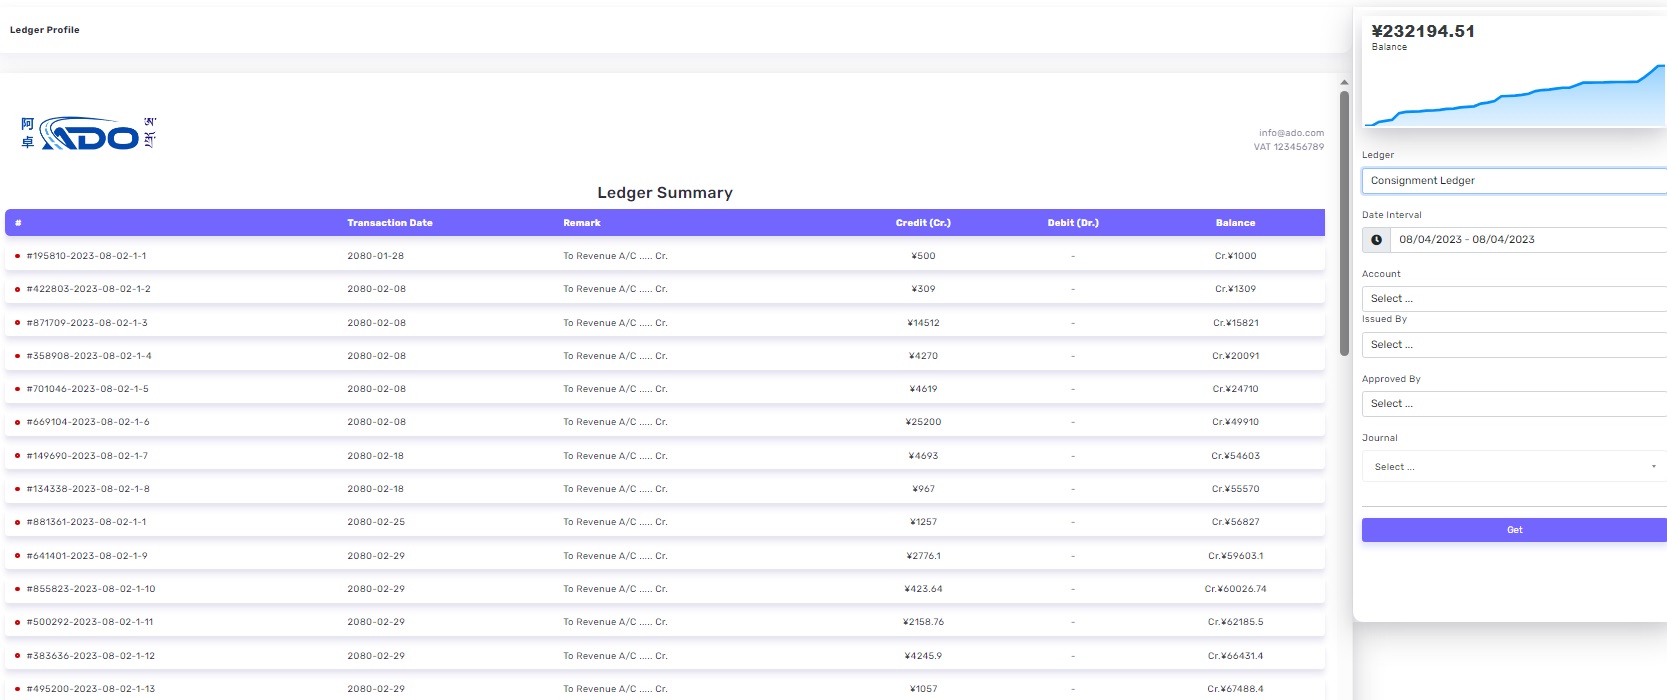 Ledger Profile
阿卓
ADO
info@ado.com
VAT 123456789
Ledger Summary
# Transaction Date Remark Credit (Cr.) Debit (Dr.) Balance
#195810-2023-08-02-1-1 2080-01-28 To Revenue A/C ..... Cr. ¥500 - Cr.¥1000
#422803-2023-08-02-1-2 2080-02-08 To Revenue A/C ..... Cr. ¥309 - Cr.¥1309
#871709-2023-08-02-1-3 2080-02-08 To Revenue A/C ..... Cr. ¥14512 - Cr.¥15821
#358908-2023-08-02-1-4 2080-02-08 To Revenue A/C ..... Cr. ¥4270 - Cr.¥20091
#701046-2023-08-02-1-5 2080-02-08 To Revenue A/C ..... Cr. ¥4619 - Cr.¥24710
#669104-2023-08-02-1-6 2080-02-08 To Revenue A/C ..... Cr. ¥25200 - Cr.¥49910
#149690-2023-08-02-1-7 2080-02-18 To Revenue A/C ..... Cr. ¥4693 - Cr.¥54603
#134338-2023-08-02-1-8 2080-02-18 To Revenue A/C ..... Cr. ¥967 - Cr.¥55570
#881361-2023-08-02-1-1 2080-02-25 To Revenue A/C ..... Cr. ¥1257 - Cr.¥56827
#641401-2023-08-02-1-9 2080-02-29 To Revenue A/C ..... Cr. ¥2776.1 - Cr.¥59603.1
#855823-2023-08-02-1-10 2080-02-29 To Revenue A/C ..... Cr. ¥423.64 - Cr.¥60026.74
#500292-2023-08-02-1-11 2080-02-29 To Revenue A/C ..... Cr. ¥2158.76 - Cr.¥62185.5
#383636-2023-08-02-1-12 2080-02-29 To Revenue A/C ..... Cr. ¥4245.9 - Cr.¥66431.4
#495200-2023-08-02-1-13 2080-02-29 To Revenue A/C ..... Cr. ¥1057 - Cr.¥67488.4
¥232194.51
Balance
Ledger
Consignment Ledger
Date Interval
08/04/2023 - 08/04/2023
Account
Select ...
Issued By
Select ...
Approved By
Select ...
Journal
Select ...
Get